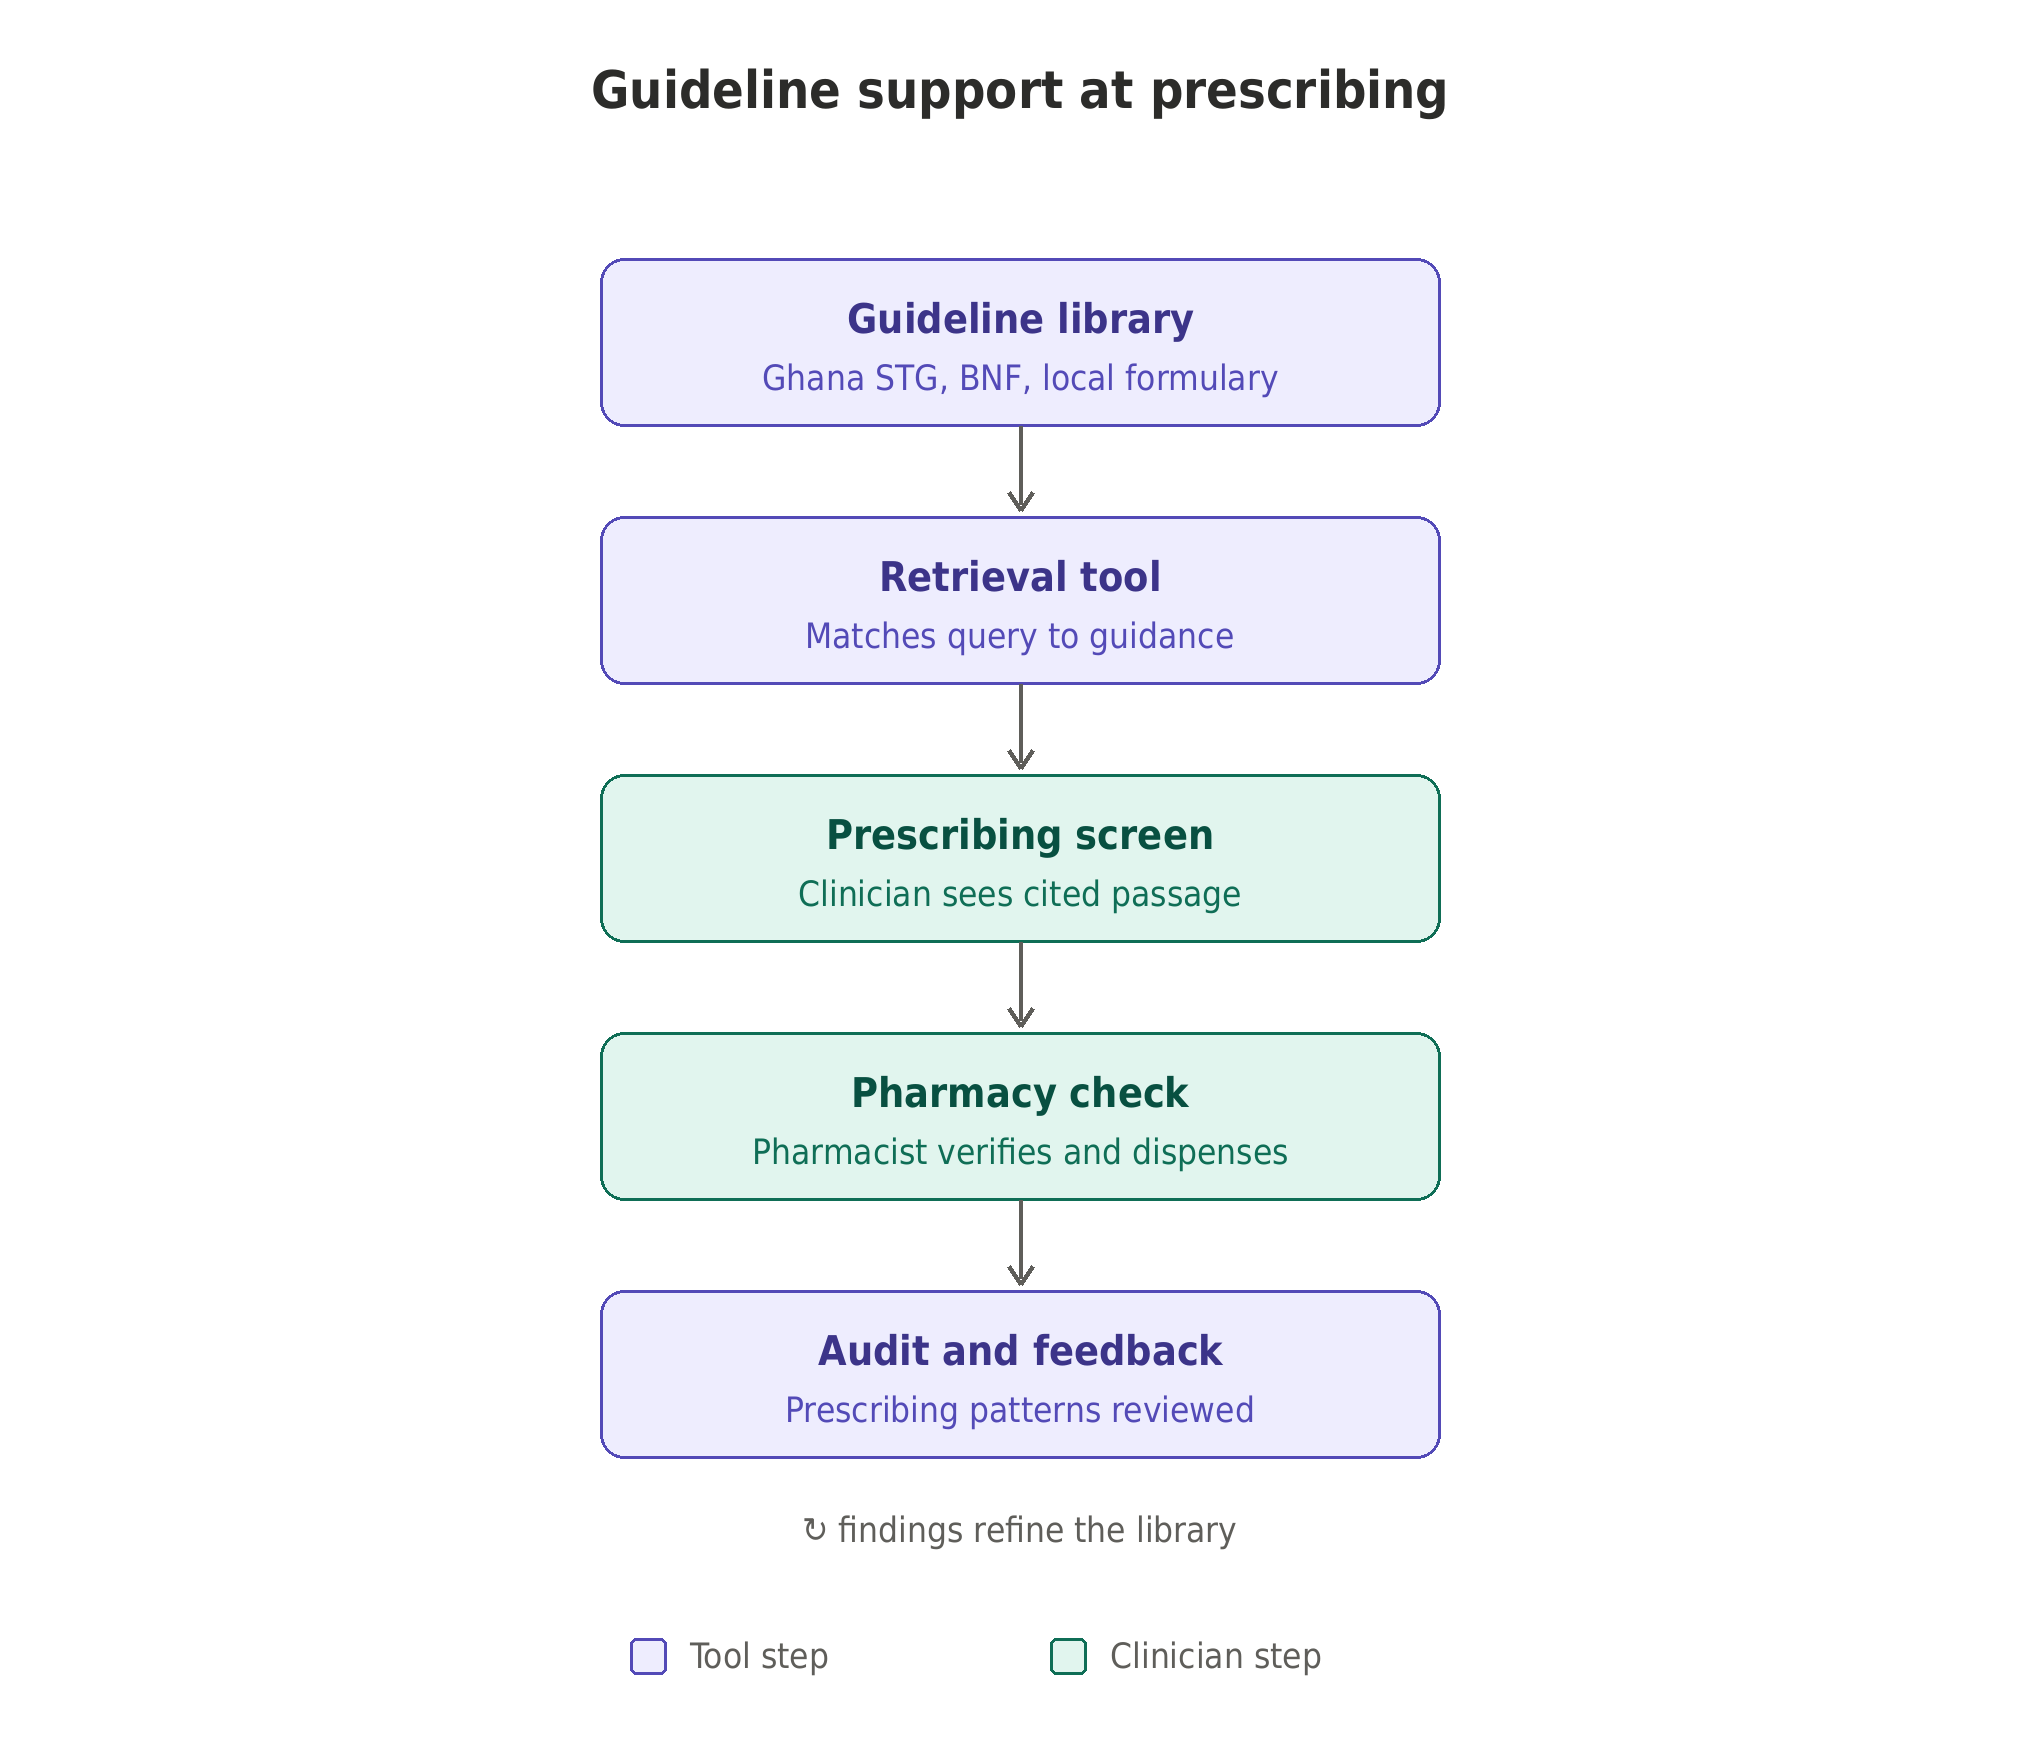 Guideline support at prescribing
Guideline library
Ghana STG, BNF, local formulary
Retrieval tool
Matches query to guidance
Prescribing screen
Clinician sees cited passage
Pharmacy check
Pharmacist verifies and dispenses
Audit and feedback
Prescribing patterns reviewed
↻ findings refine the library
Tool step
Clinician step